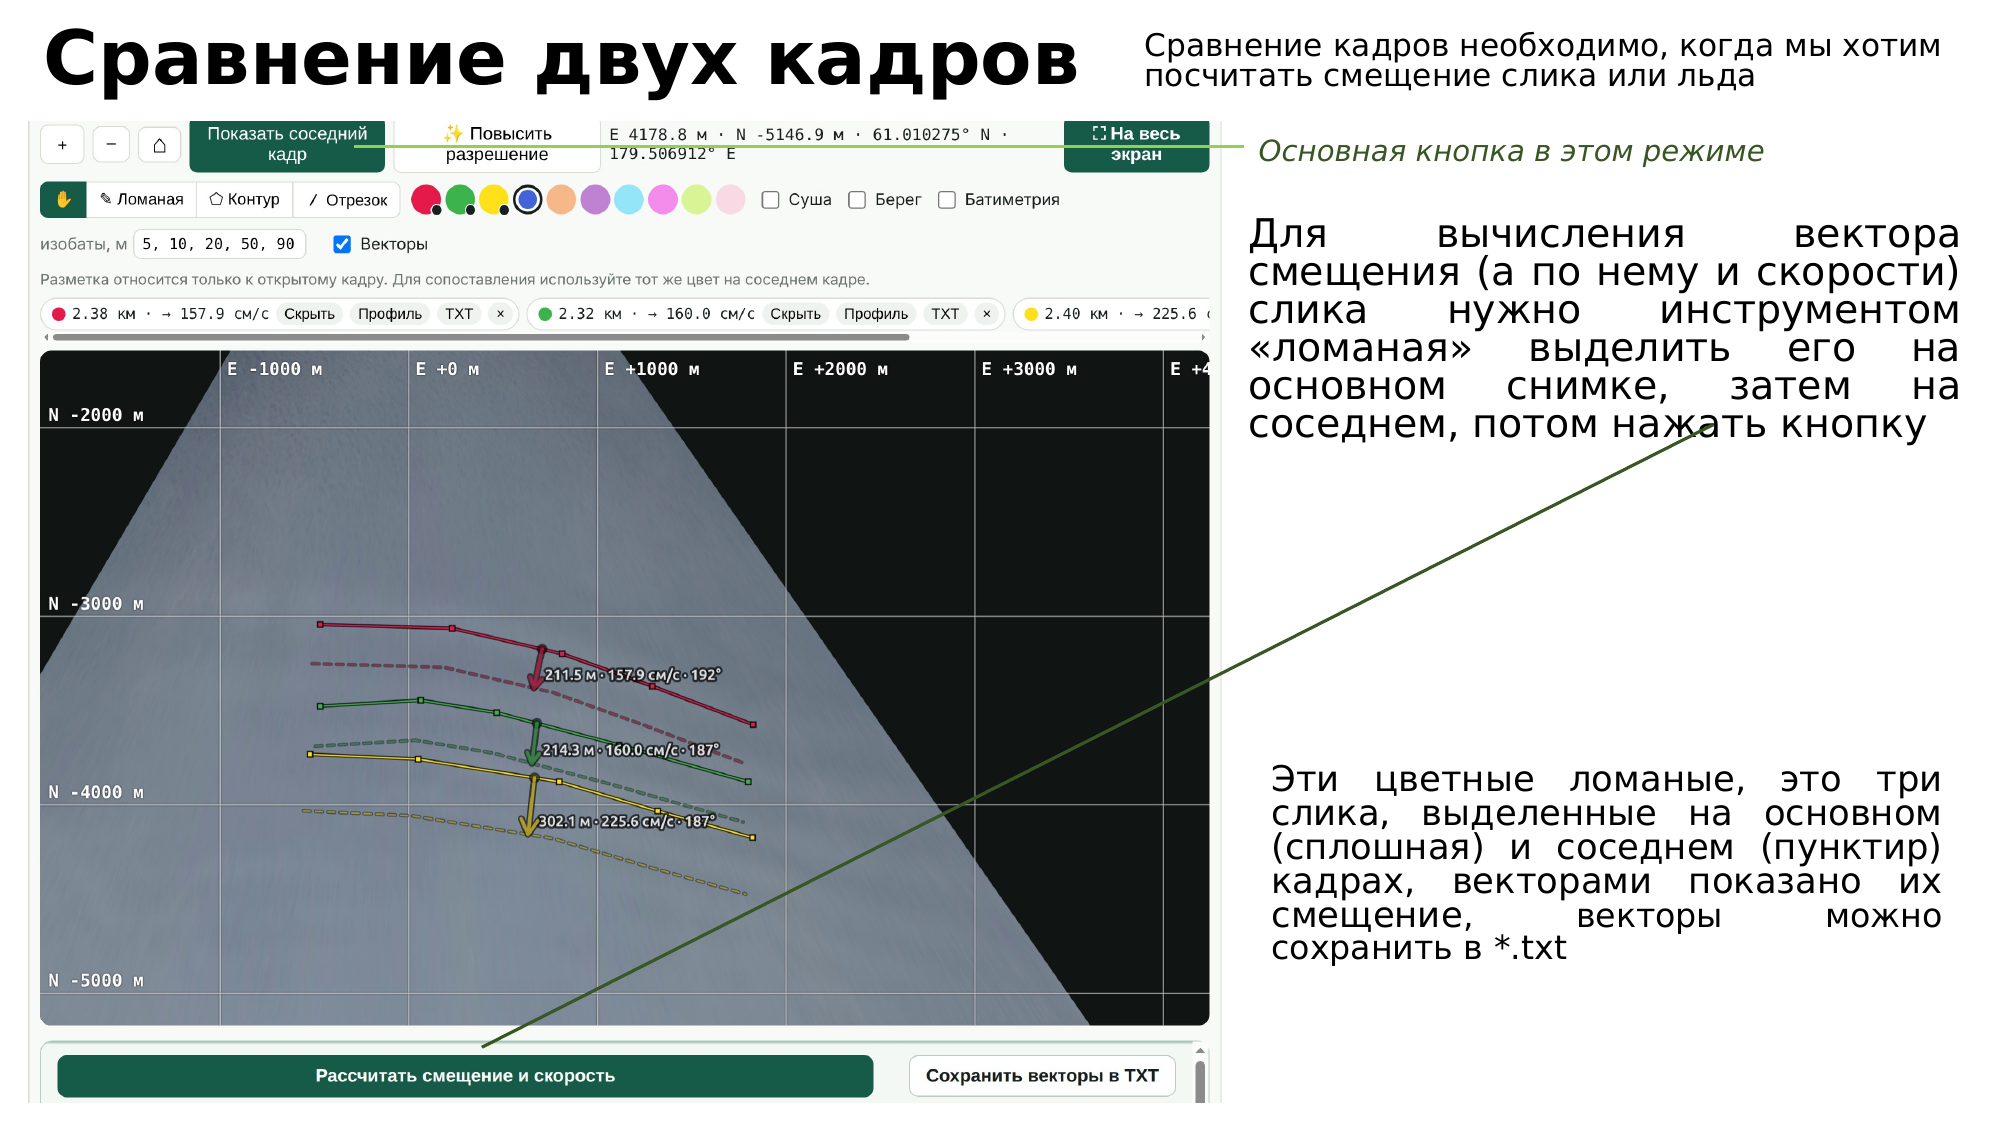 Сравнение двух кадров
Сравнение кадров необходимо, когда мы хотим
посчитать смещение слика или льда
+
−
⌂
Показать соседний
кадр
✨ Повысить
разрешение
E 4178.8 м · N -5146.9 м · 61.010275° N ·
179.506912° E
⛶ На весь
экран
Основная кнопка в этом режиме
✋
✎ Ломаная
⬠ Контур
∕ Отрезок
Суша
Берег
Батиметрия
изобаты, м
5, 10, 20, 50, 90
Векторы
Разметка относится только к открытому кадру. Для сопоставления используйте тот же цвет на соседнем кадре.
2.38 км · → 157.9 см/с Скрыть Профиль TXT ×
2.32 км · → 160.0 см/с Скрыть Профиль TXT ×
2.40 км · → 225.6
E -1000 м
E +0 м
E +1000 м
E +2000 м
E +3000 м
E +4
N -2000 м
N -3000 м
N -4000 м
N -5000 м
211.5 м · 157.9 см/с · 192°
214.3 м · 160.0 см/с · 187°
302.1 м · 225.6 см/с · 187°
Рассчитать смещение и скорость
Сохранить векторы в TXT
Для вычисления вектора
смещения (а по нему и скорости)
слика нужно инструментом
«ломаная» выделить его на
основном снимке, затем на
соседнем, потом нажать кнопку
Эти цветные ломаные, это три
слика, выделенные на основном
(сплошная) и соседнем (пунктир)
кадрах, векторами показано их
смещение, векторы можно
сохранить в *.txt